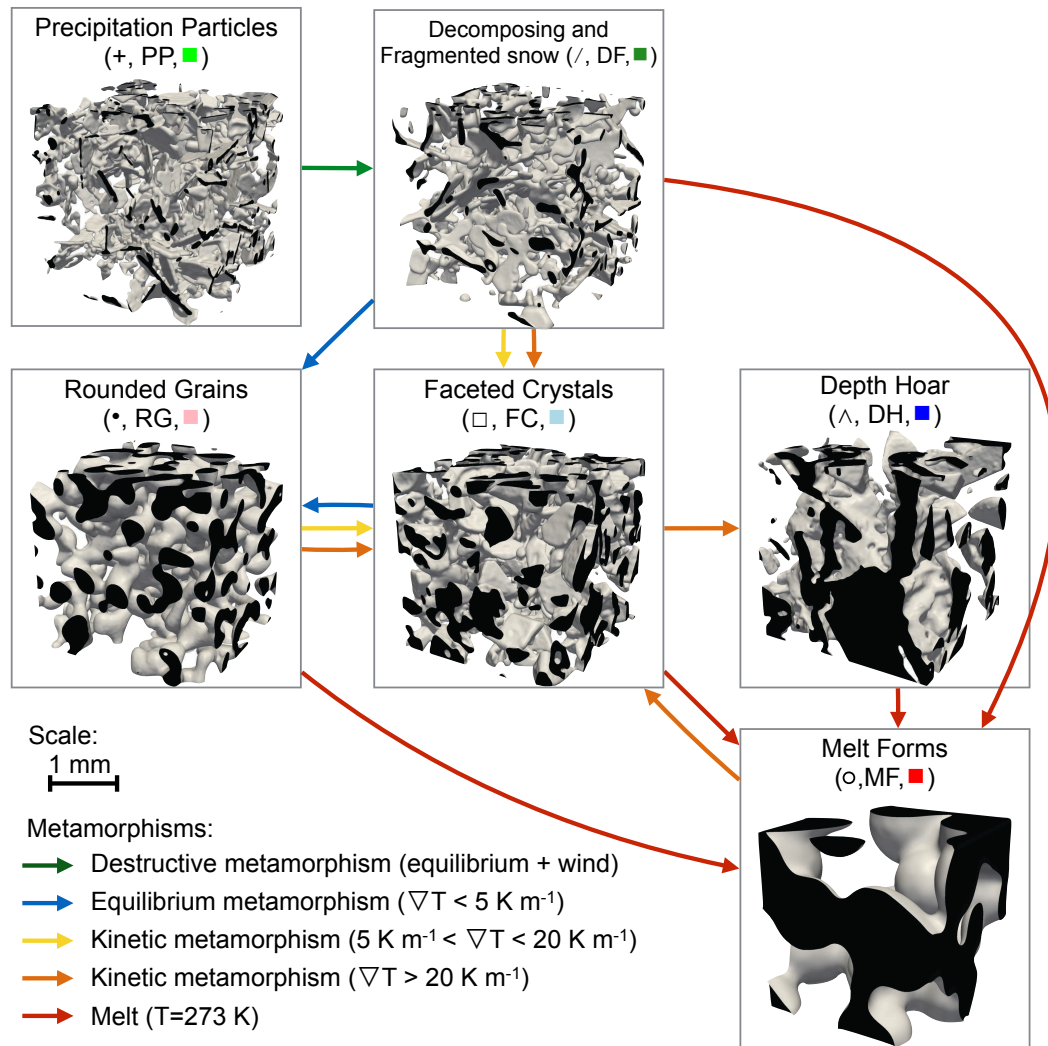 Precipitation Particles
(+, PP, ■)
Decomposing and
Fragmented snow (/, DF, ■)
Rounded Grains
(•, RG, ■)
Faceted Crystals
(□, FC, ■)
Depth Hoar
(∧, DH, ■)
Scale:
1 mm
Melt Forms
(○,MF, ■)
Metamorphisms:
Destructive metamorphism (equilibrium + wind)
Equilibrium metamorphism (▽T < 5 K m⁻¹)
Kinetic metamorphism (5 K m⁻¹ < ▽T < 20 K m⁻¹)
Kinetic metamorphism (▽T > 20 K m⁻¹)
Melt (T=273 K)